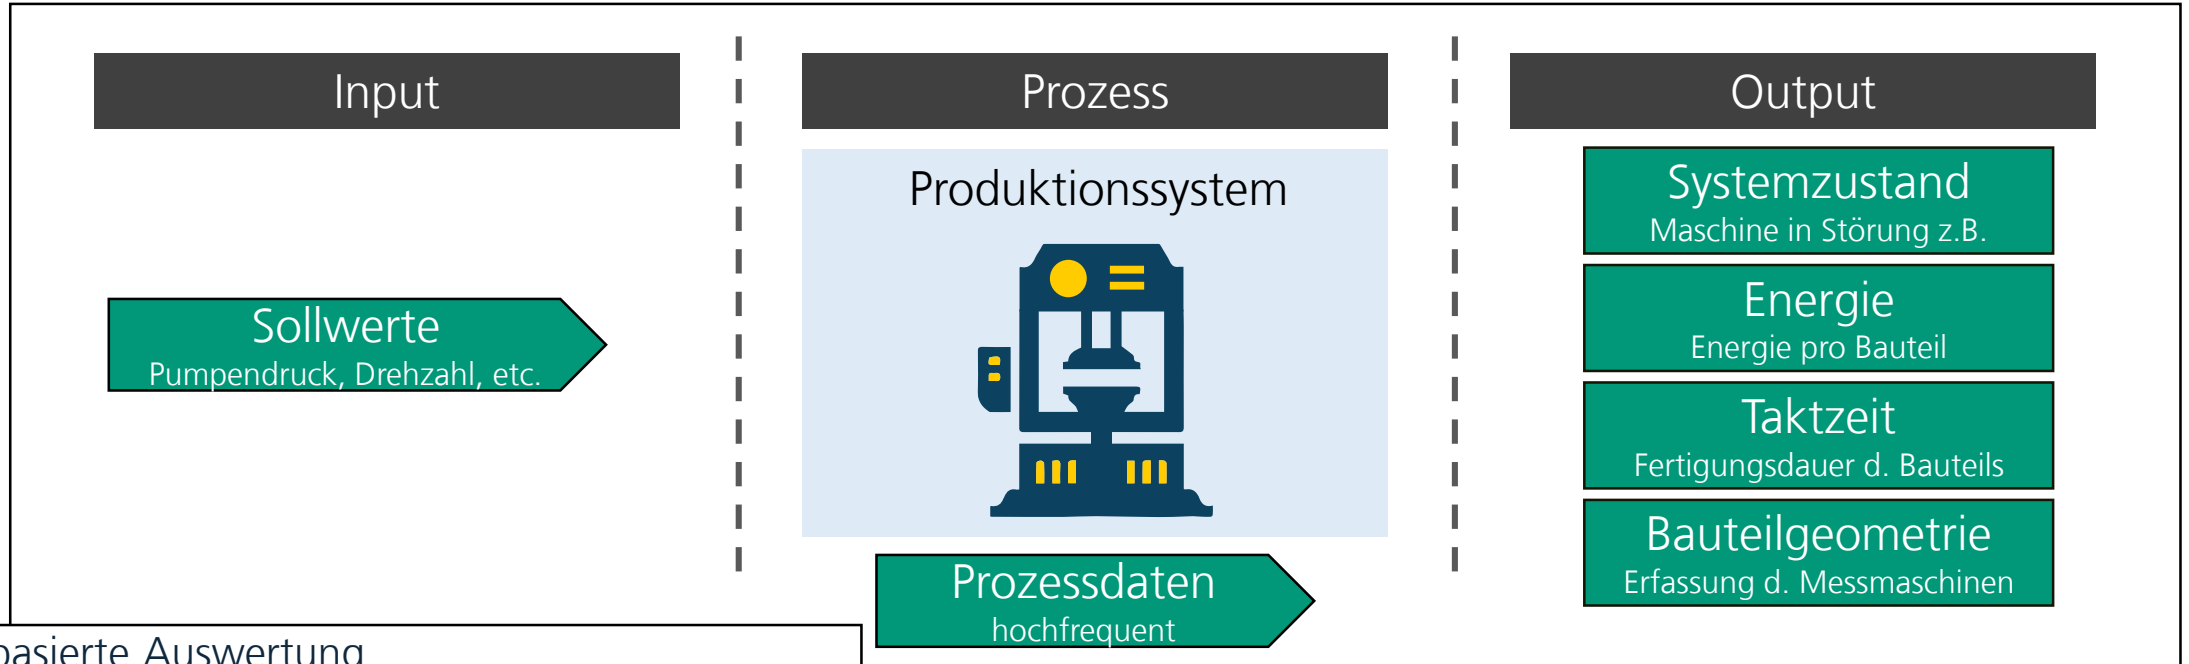 Input
Prozess
Output
Sollwerte
Pumpendruck, Drehzahl, etc.
Produktionssystem
Prozessdaten
hochfrequent
Systemzustand
Maschine in Störung z.B.
Energie
Energie pro Bauteil
Taktzeit
Fertigungsdauer d. Bauteils
Bauteilgeometrie
Erfassung d. Messmaschinen
basierte Auswertung